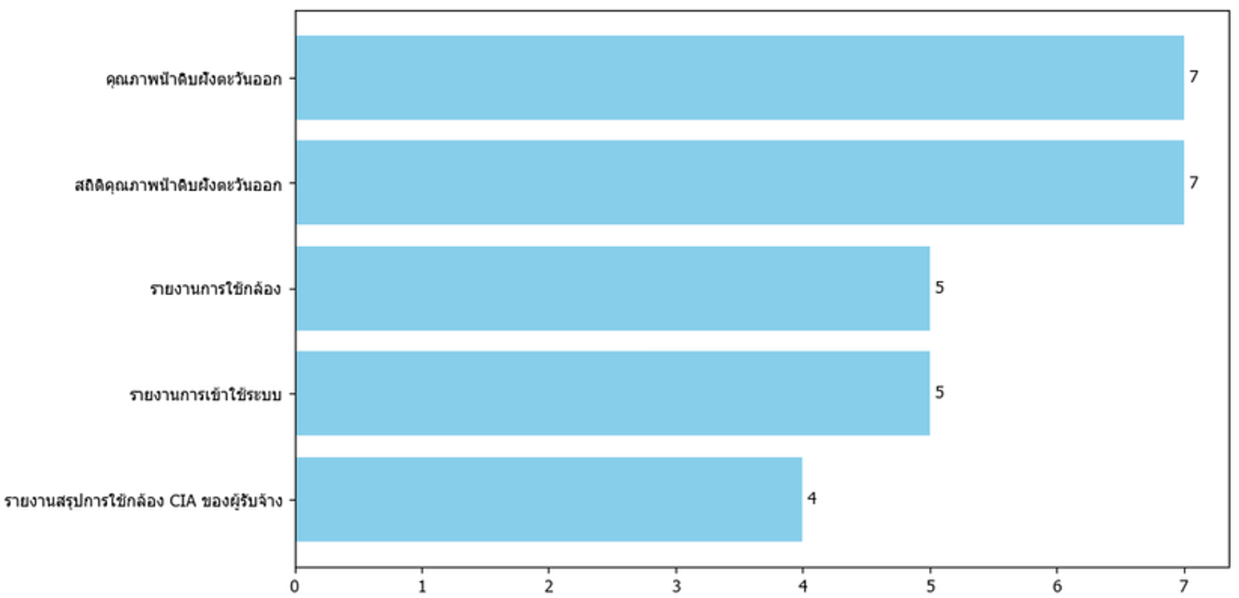 คุณภาพน้ำดิบฝั่งตะวันออก
7
สถิติคุณภาพน้ำดิบฝั่งตะวันออก
7
รายงานการใช้กล้อง
5
รายงานการเข้าใช้ระบบ
5
รายงานสรุปการใช้กล้อง CIA ของผู้รับจ้าง
4
0 1 2 3 4 5 6 7